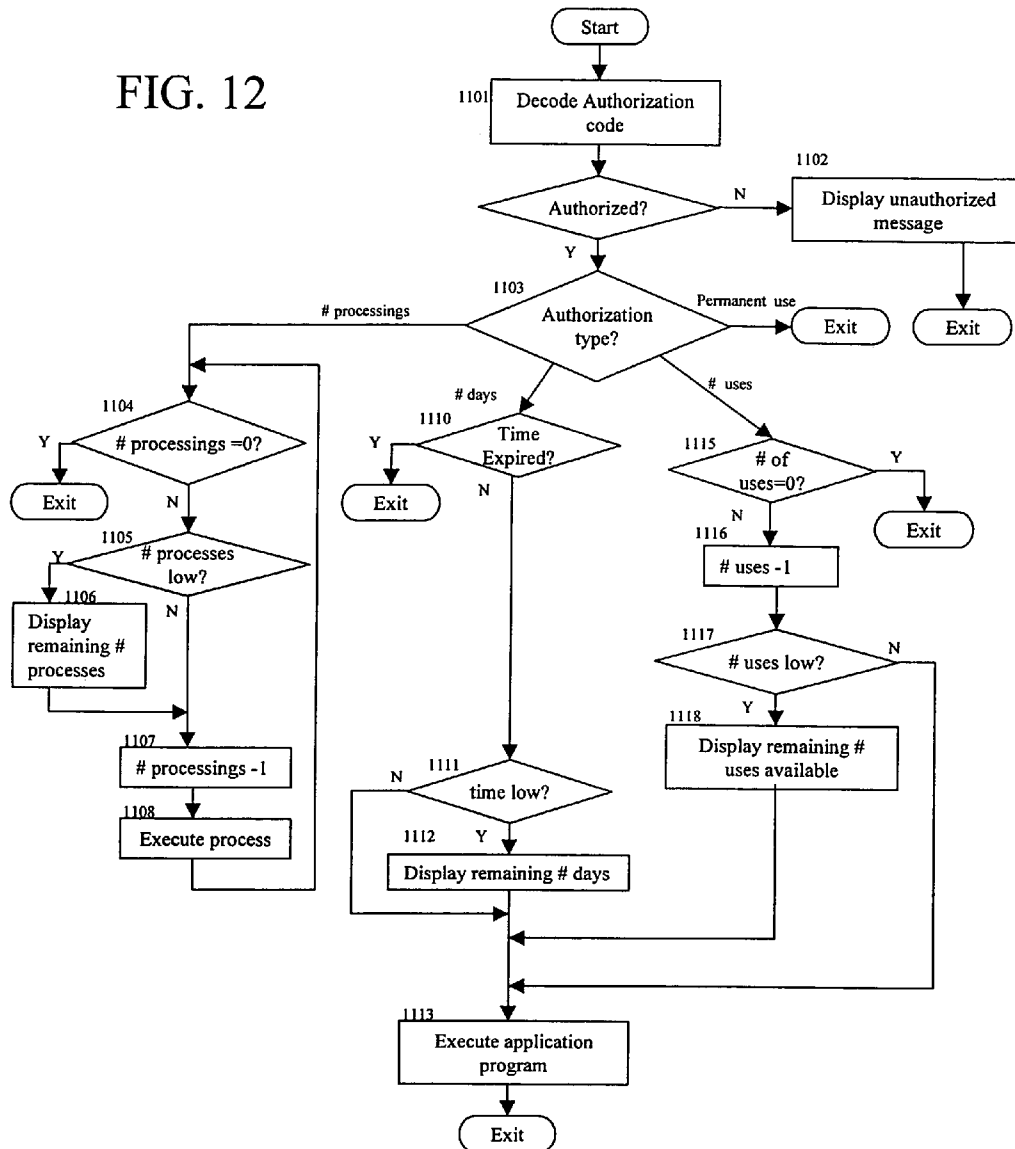 Start
FIG. 12
1101
Decode Authorization
code
1102
Authorized?
N
Display unauthorized
message
Y
1103
# processings
Authorization
type?
Permanent use
Exit
Exit
# days
# uses
1104
# processings =0?
Y
Exit
N
1110
Time
Expired?
Y
Exit
N
1115
# of
uses=0?
Y
Exit
N
1105
# processes
low?
Y
N
1106
Display
remaining #
processes
1116
# uses -1
1117
# uses low?
N
Y
1118
Display remaining #
uses available
1107
# processings -1
1108
Execute process
1111
N
time low?
Y
1112
Display remaining # days
1113
Execute application
program
Exit